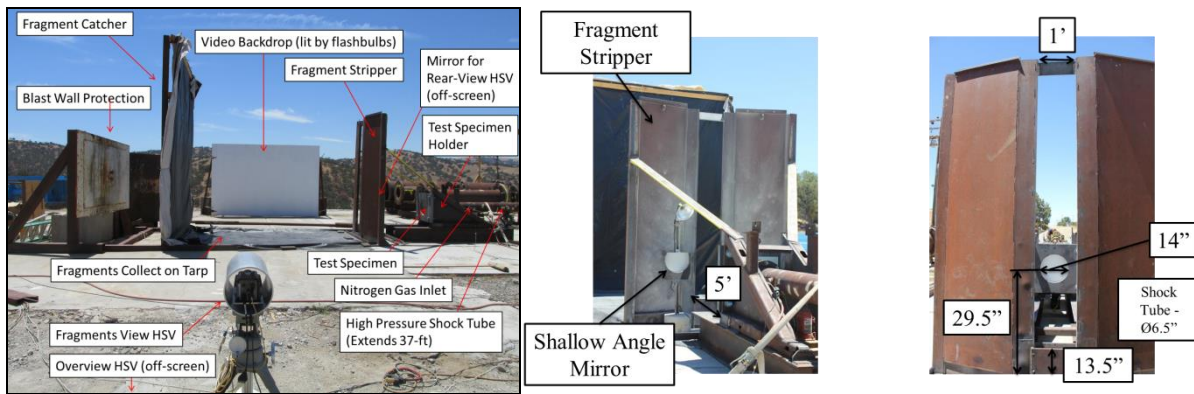 Fragment Catcher
Blast Wall Protection
Video Backdrop (lit by flashbulbs)
Fragment Stripper
Mirror for
Rear-View HSV
(off-screen)
Test Specimen
Holder
Fragments Collect on Tarp
Test Specimen
Nitrogen Gas Inlet
Fragments View HSV
High Pressure Shock Tube
(Extends 37-ft)
Overview HSV (off-screen)
Fragment
Stripper
5’
Shallow Angle
Mirror
1’
14”
29.5”
Shock
Tube -
Ø6.5”
13.5”